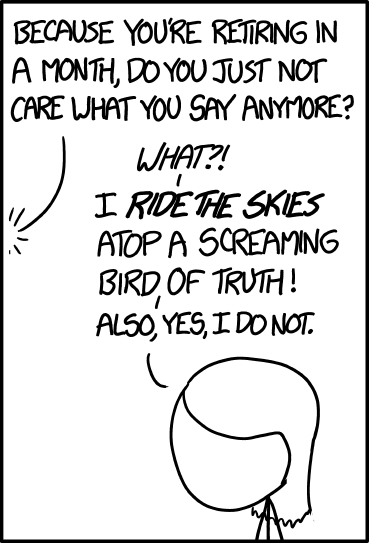 BECAUSE YOU'RE RETIRING IN
A MONTH, DO YOU JUST NOT
CARE WHAT YOU SAY ANYMORE?
WHAT?!
I RIDE THE SKIES
ATOP A SCREAMING
BIRD OF TRUTH!
ALSO, YES, I DO NOT.